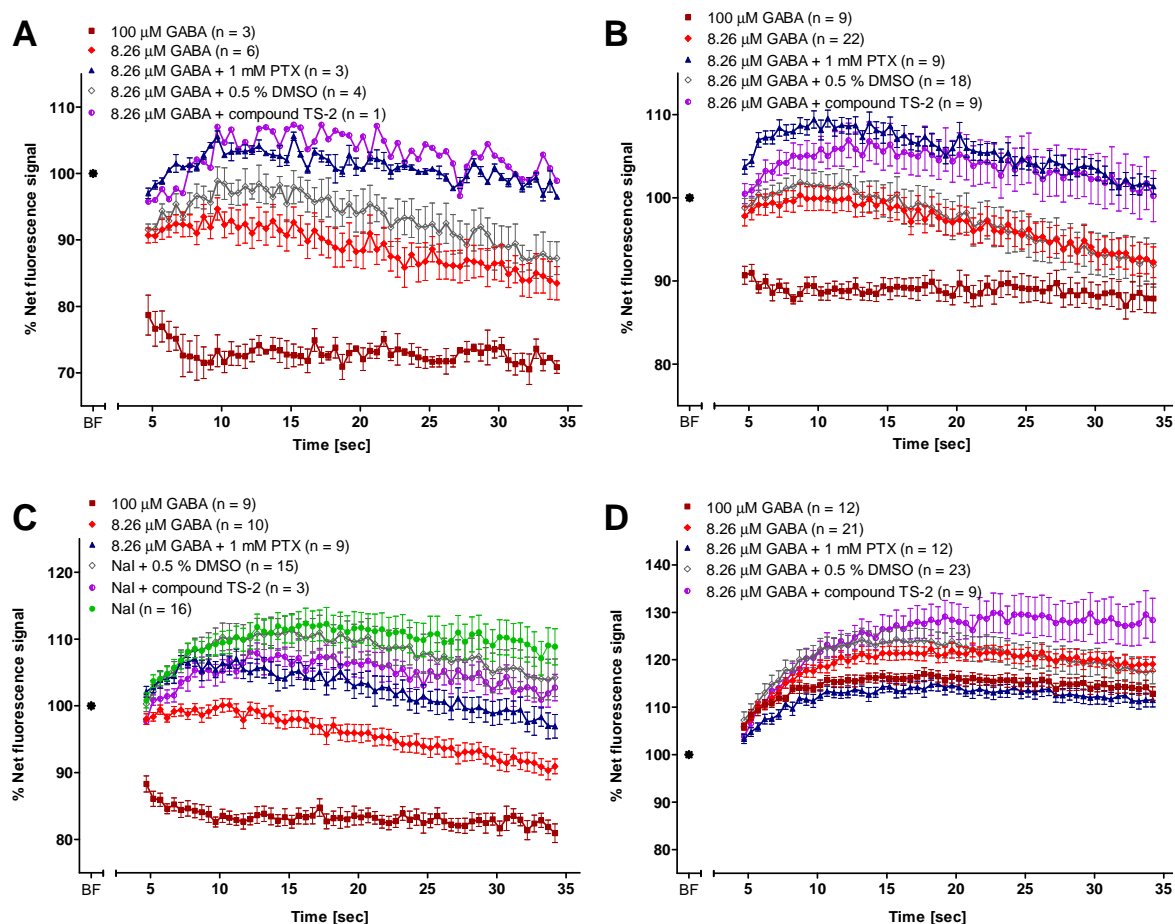 A
100 µM GABA (n = 3)
8.26 µM GABA (n = 6)
8.26 µM GABA + 1 mM PTX (n = 3)
8.26 µM GABA + 0.5 % DMSO (n = 4)
8.26 µM GABA + compound TS-2 (n = 1)
110
100
90
80
70
% Net fluorescence signal
BF
5 10 15 20 25 30 35
Time [sec]
B
100 µM GABA (n = 9)
8.26 µM GABA (n = 22)
8.26 µM GABA + 1 mM PTX (n = 9)
8.26 µM GABA + 0.5 % DMSO (n = 18)
8.26 µM GABA + compound TS-2 (n = 9)
110
100
90
80
% Net fluorescence signal
BF
5 10 15 20 25 30 35
Time [sec]
C
100 µM GABA (n = 9)
8.26 µM GABA (n = 10)
8.26 µM GABA + 1 mM PTX (n = 9)
NaI + 0.5 % DMSO (n = 15)
NaI + compound TS-2 (n = 3)
NaI (n = 16)
120
110
100
90
80
% Net fluorescence signal
BF
5 10 15 20 25 30 35
Time [sec]
D
100 µM GABA (n = 12)
8.26 µM GABA (n = 21)
8.26 µM GABA + 1 mM PTX (n = 12)
8.26 µM GABA + 0.5 % DMSO (n = 23)
8.26 µM GABA + compound TS-2 (n = 9)
140
130
120
110
100
90
80
% Net fluorescence signal
BF
5 10 15 20 25 30 35
Time [sec]